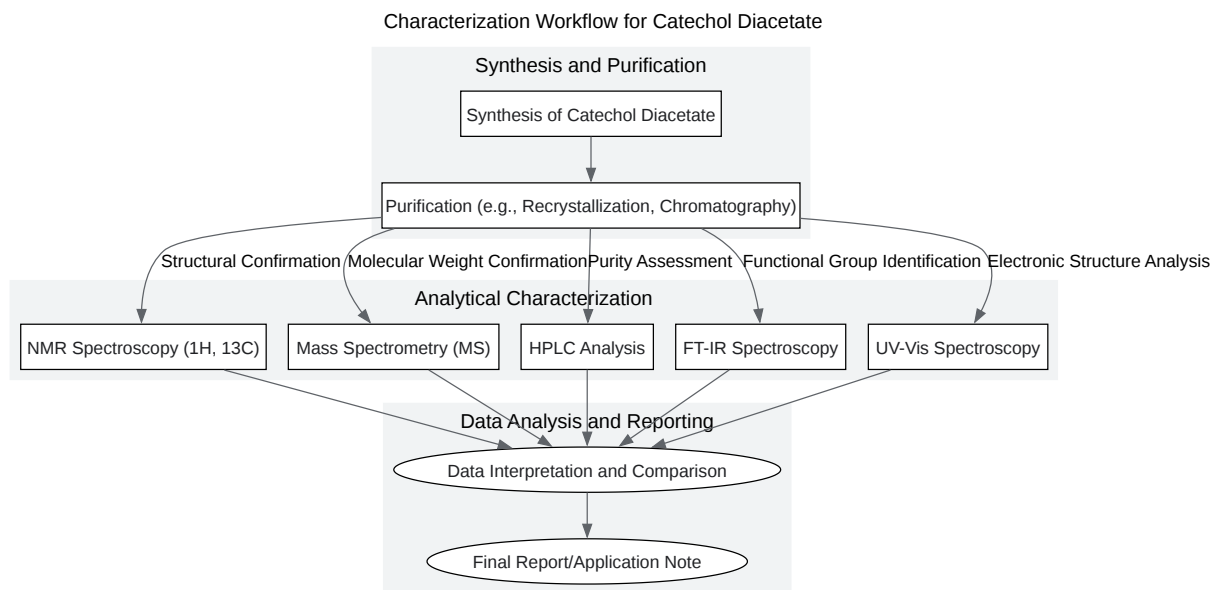 Characterization Workflow for Catechol Diacetate
Synthesis and Purification
Synthesis of Catechol Diacetate
Purification (e.g., Recrystallization, Chromatography)
Structural Confirmation
Molecular Weight Confirmation
Purity Assessment
Functional Group Identification
Electronic Structure Analysis
Analytical Characterization
NMR Spectroscopy (1H, 13C)
Mass Spectrometry (MS)
HPLC Analysis
FT-IR Spectroscopy
UV-Vis Spectroscopy
Data Analysis and Reporting
Data Interpretation and Comparison
Final Report/Application Note